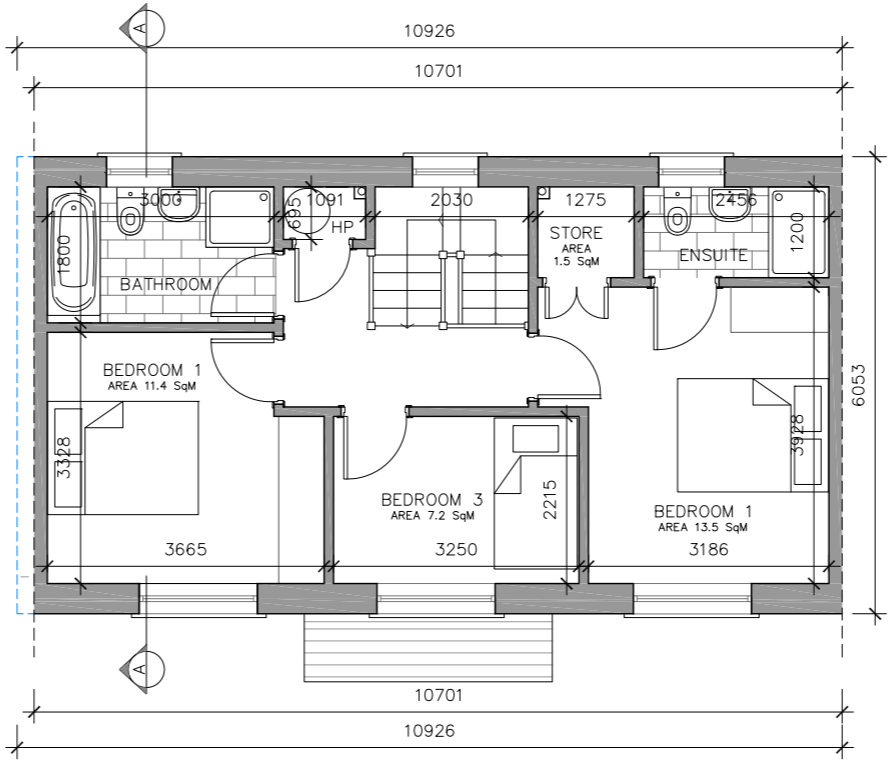 A
10926
10701
3000
1091
2030
1275
2456
695
HP
1800
1200
STORE
AREA
1.5 SqM
ENSUITE
BATHROOM
BEDROOM 1
AREA 11.4 SqM
6053
3328
3928
BEDROOM 3
AREA 7.2 SqM
2215
BEDROOM 1
AREA 13.5 SqM
3665
3250
3186
A
10701
10926